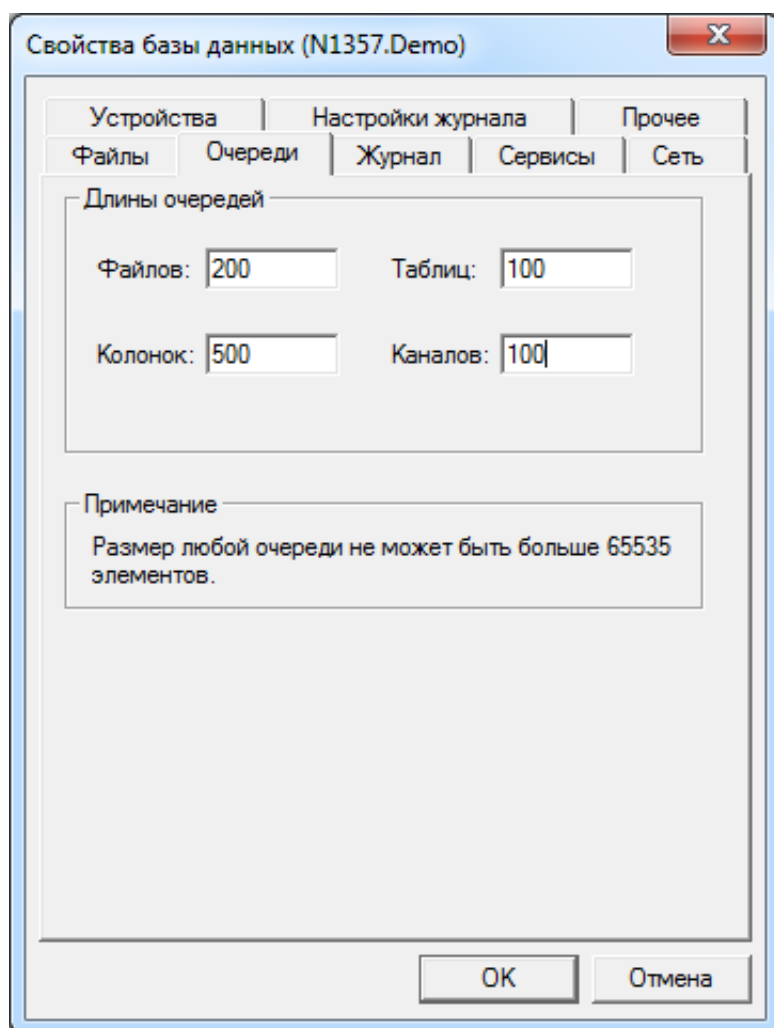 Свойства базы данных (N1357.Demo)
Устройства Настройки журнала Прочее
Файлы Очереди Журнал Сервисы Сеть
Длины очередей
Файлов: 200 Таблиц: 100
Колонок: 500 Каналов: 100
Примечание
Размер любой очереди не может быть больше 65535
элементов.
OK Отмена